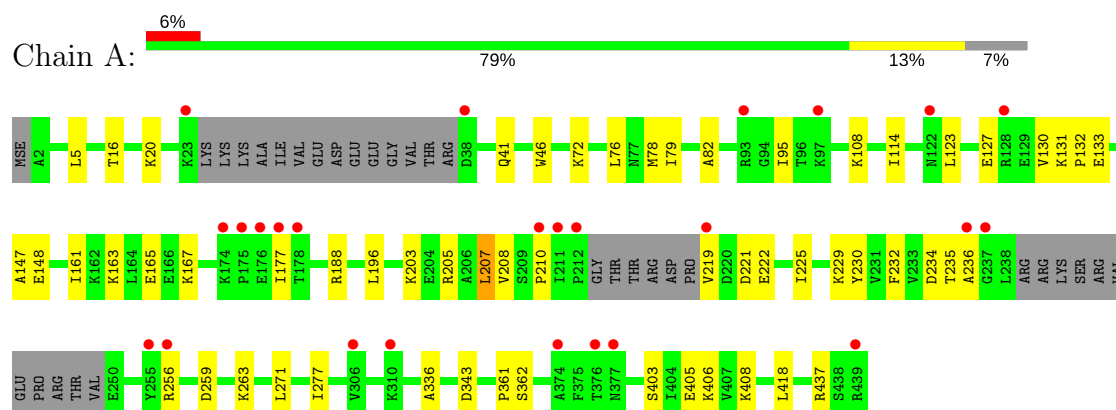 6%
Chain A:
79% 13% 7%
MSE A2 L5 T16 K20 K23 LYS LYS LYS ALA ILE VAL GLU ASP GLU GLU GLY VAL THR ARG D38 Q41 W46 K72 L76 N77 M78 I79 A82 R93 G94 I95 T96 K97 K108 I114 N122 L123 E127 R128 E129 V130 K131 P132 E133
A147 E148 I161 K162 K163 L164 E165 E166 K167 K174 P175 E176 I177 T178 R188 L196 K203 E204 R205 A206 L207 V208 S209 P210 I211 P212 GLY THR THR ARG ASP PRO V219 D220 D221 E222 I225 K229 Y230 V231 F232 V233 D234 T235 A236 G237 L238 ARG ARG LYS SER ARG VAL
GLU PRO ARG THR VAL E250 Y255 R256 D259 K263 L271 I277 V306 K310 A336 D343 P361 S362 A374 F375 T376 N377 S403 I404 E405 K406 V407 K408 L418 R437 S438 R439